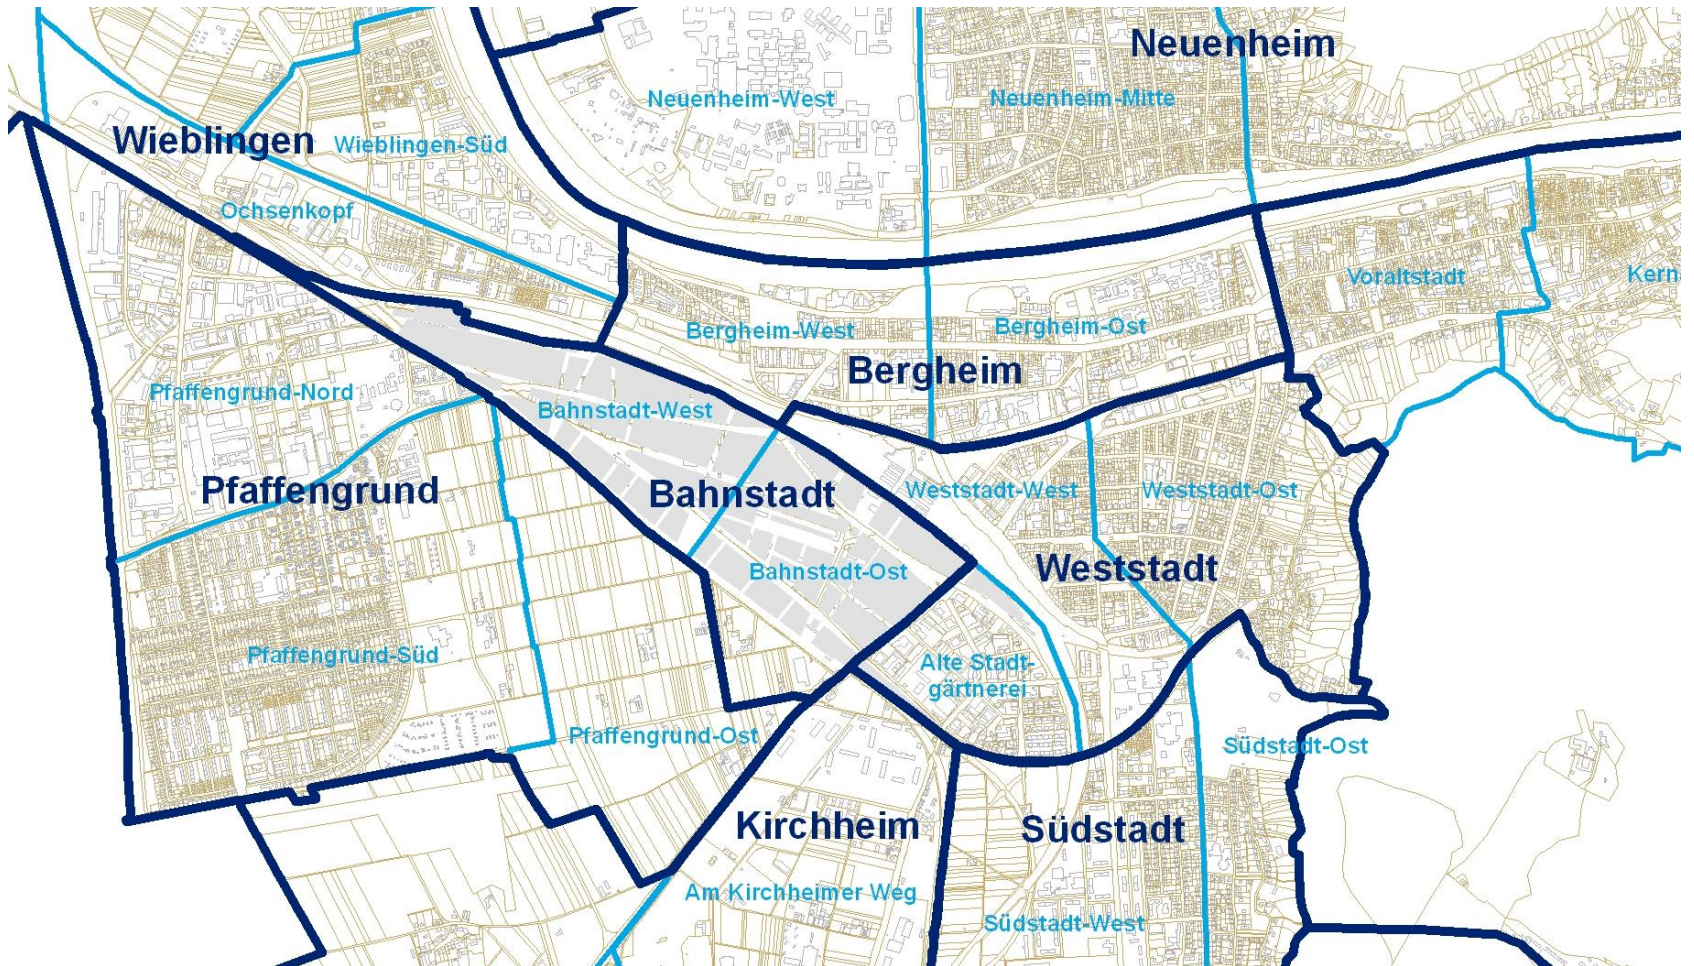 Neuenheim
Neuenheim-West
Neuenheim-Mitte
Wieblingen
Wieblingen-Süd
Ochsenkopf
Voraltstadt
Kern
Bergheim-West
Bergheim-Ost
Bergheim
Pfaffengrund-Nord
Bahnstadt-West
Pfaffengrund
Bahnstadt
Weststadt-West
Weststadt-Ost
Bahnstadt-Ost
Weststadt
Pfaffengrund-Süd
Alte Stadt-
gärtnerei
Pfaffengrund-Ost
Südstadt-Ost
Kirchheim
Südstadt
Am Kirchheimer Weg
Südstadt-West